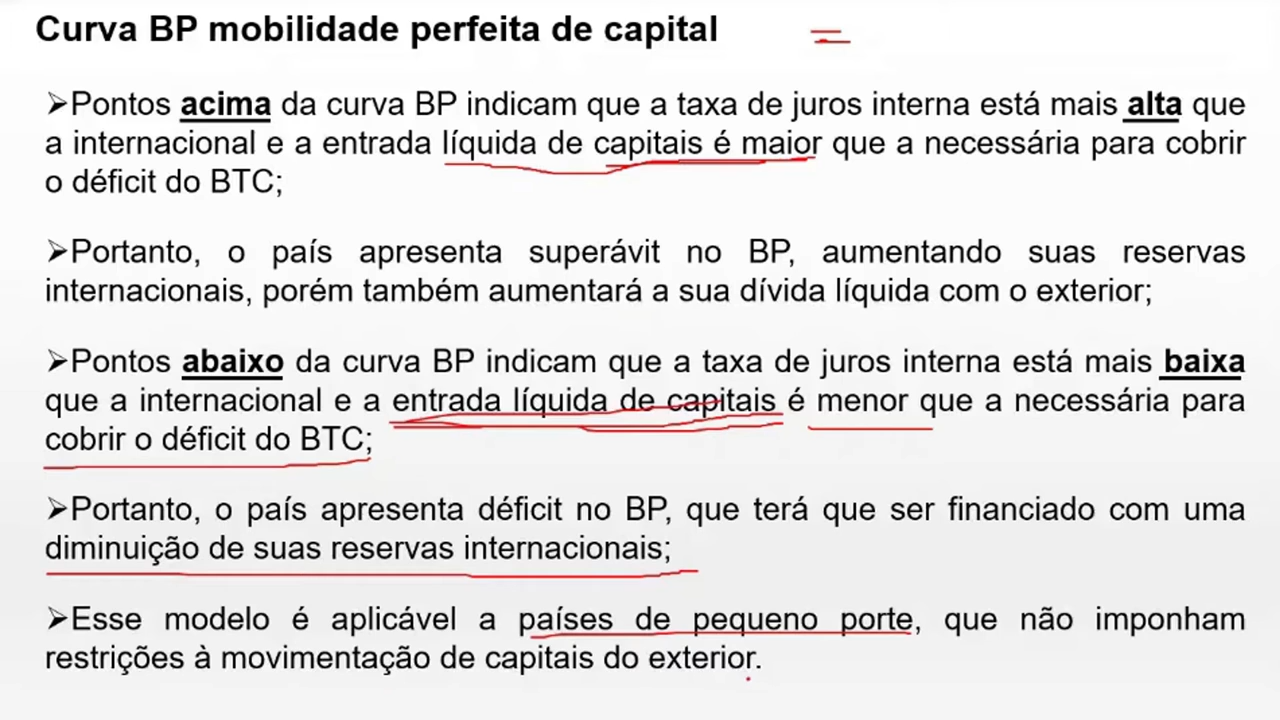 Curva BP mobilidade perfeita de capital
➢Pontos acima da curva BP indicam que a taxa de juros interna está mais alta que
a internacional e a entrada líquida de capitais é maior que a necessária para cobrir
o déficit do BTC;
➢Portanto, o país apresenta superávit no BP, aumentando suas reservas
internacionais, porém também aumentará a sua dívida líquida com o exterior;
➢Pontos abaixo da curva BP indicam que a taxa de juros interna está mais baixa
que a internacional e a entrada líquida de capitais é menor que a necessária para
cobrir o déficit do BTC;
➢Portanto, o país apresenta déficit no BP, que terá que ser financiado com uma
diminuição de suas reservas internacionais;
➢Esse modelo é aplicável a países de pequeno porte, que não imponham
restrições à movimentação de capitais do exterior.